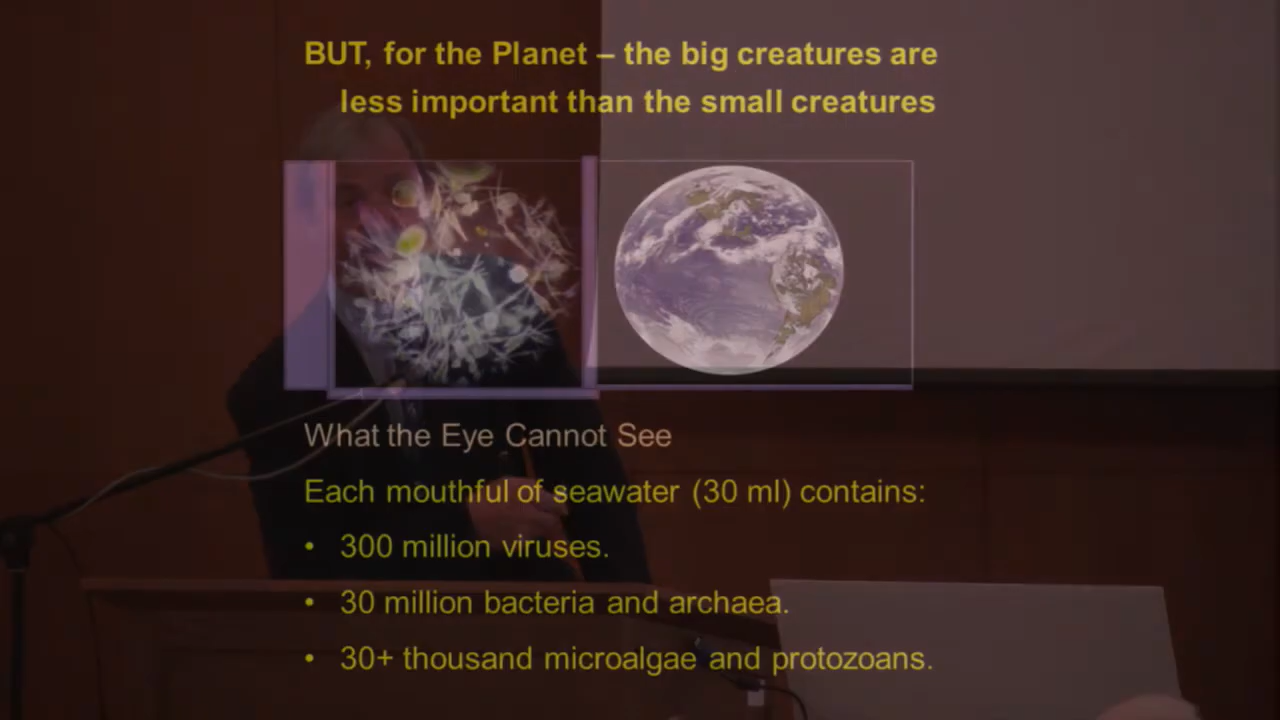 BUT, for the Planet – the big creatures are
less important than the small creatures
What the Eye Cannot See
Each mouthful of seawater (30 ml) contains:
• 300 million viruses.
• 30 million bacteria and archaea.
• 30+ thousand microalgae and protozoans.